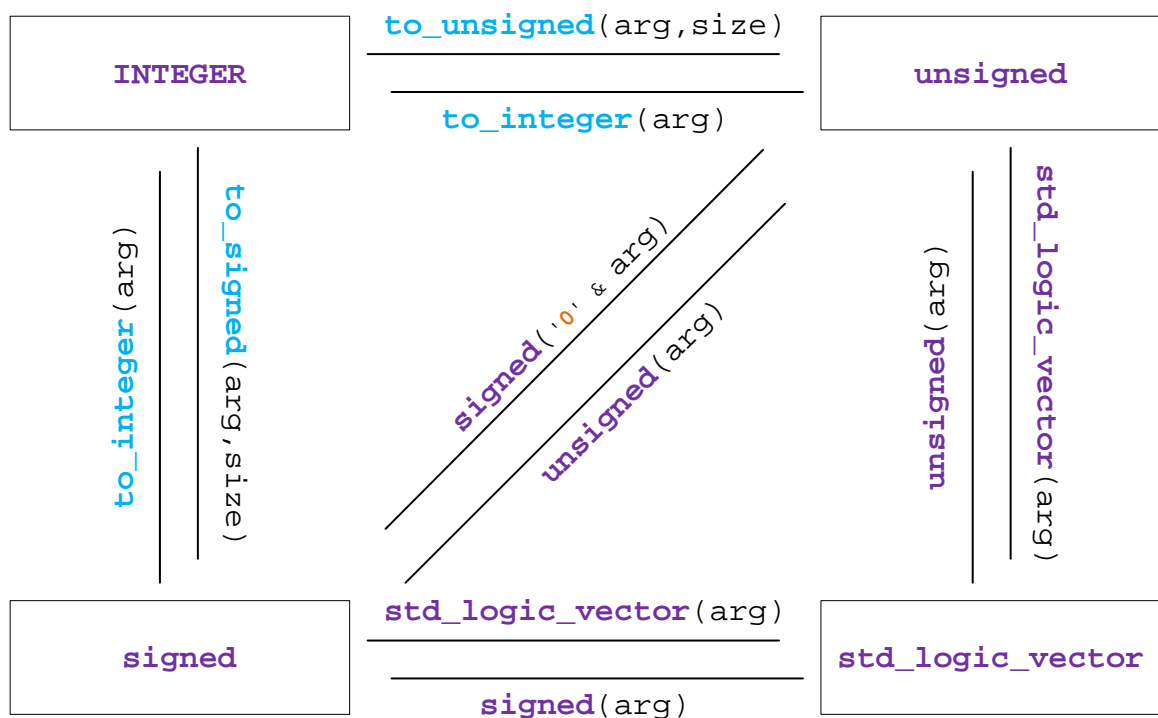 to_unsigned(arg,size)
INTEGER
unsigned
to_integer(arg)
to_integer(arg)
to_signed(arg,size)
signed('0' & arg)
unsigned(arg)
unsigned(arg)
std_logic_vector(arg)
std_logic_vector(arg)
signed
std_logic_vector
signed(arg)